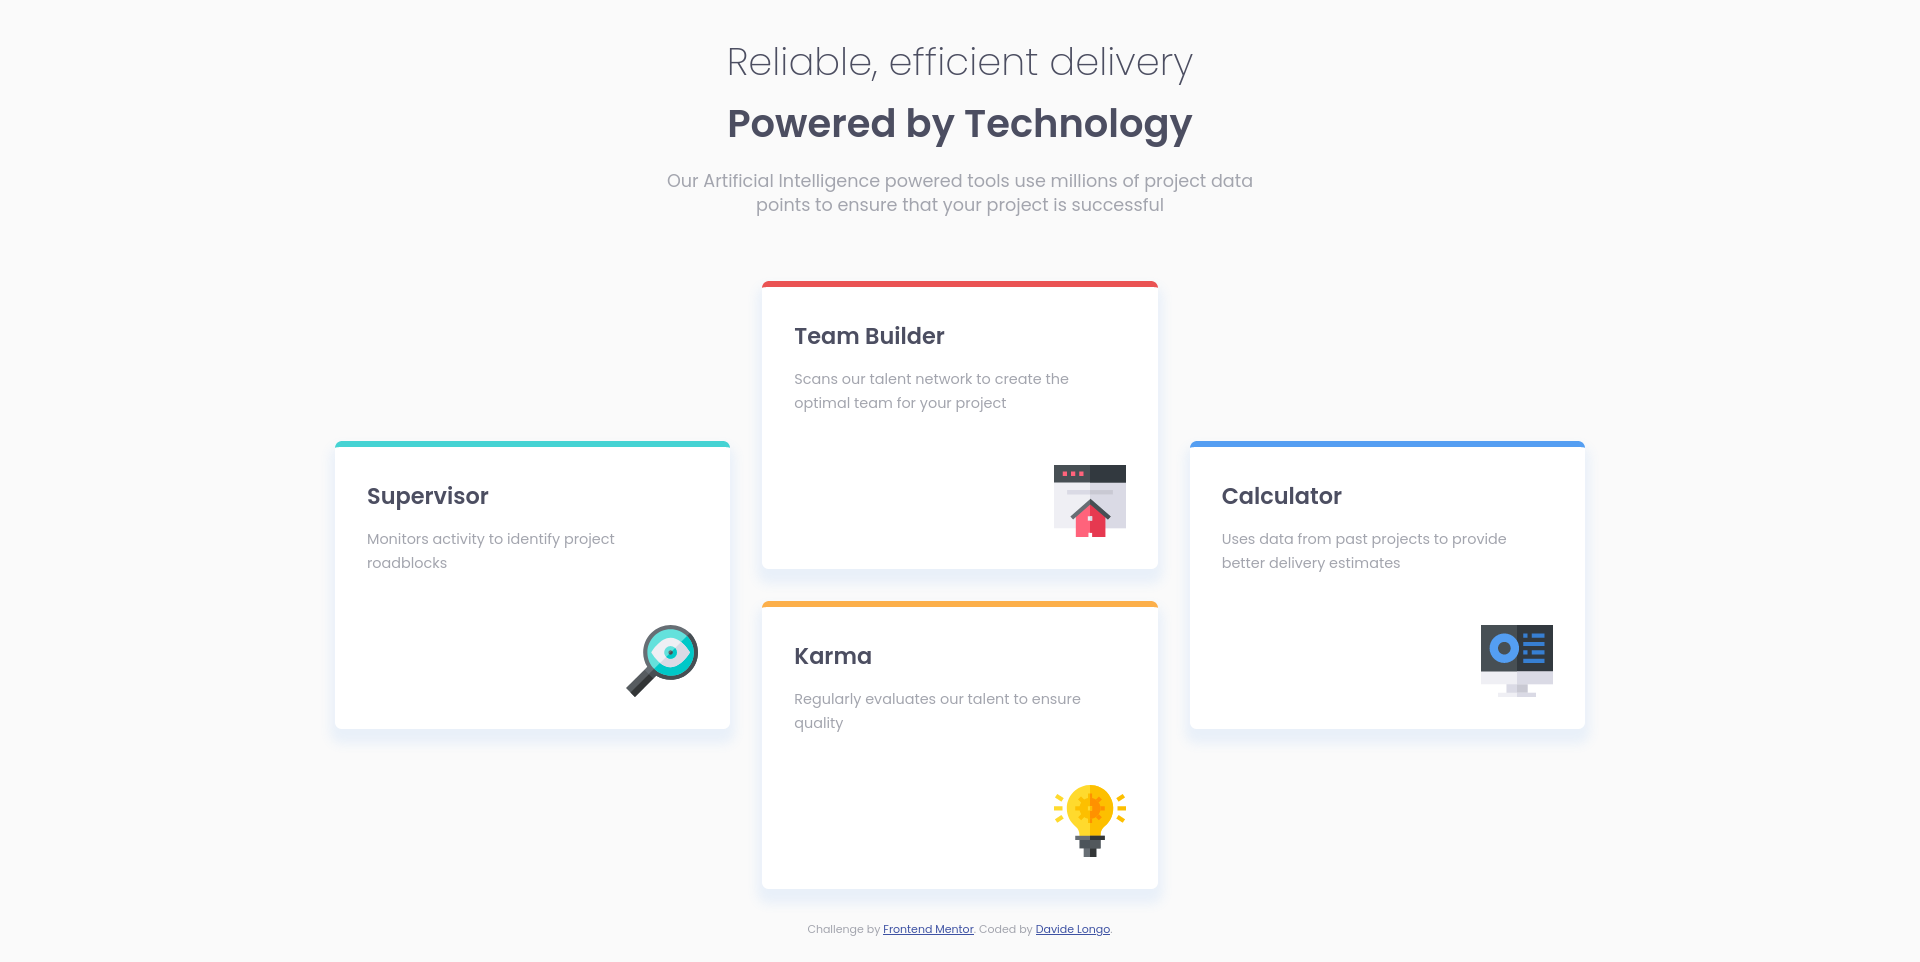 Reliable, efficient delivery
Powered by Technology
Our Artificial Intelligence powered tools use millions of project data
points to ensure that your project is successful
Supervisor
Monitors activity to identify project
roadblocks
Team Builder
Scans our talent network to create the
optimal team for your project
Karma
Regularly evaluates our talent to ensure
quality
Calculator
Uses data from past projects to provide
better delivery estimates
Challenge by Frontend Mentor. Coded by Davide Longo.